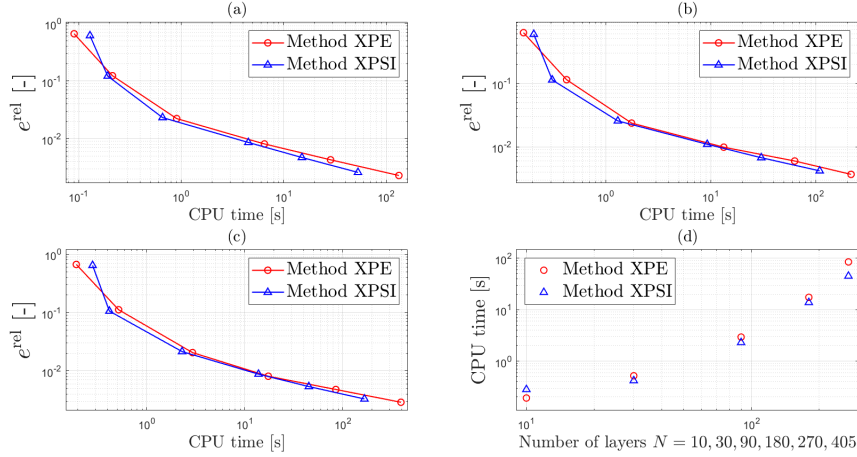 (a)
10^0
10^-1
10^-2
e^rel [-]
Method XPE
Method XPSI
10^-1
10^0
10^1
10^2
CPU time [s]
(b)
10^-1
10^-2
e^rel [-]
Method XPE
Method XPSI
10^0
10^1
10^2
CPU time [s]
(c)
10^0
10^-1
10^-2
e^rel [-]
Method XPE
Method XPSI
10^0
10^1
10^2
CPU time [s]
(d)
10^2
10^1
10^0
CPU time [s]
Method XPE
Method XPSI
10^1
10^2
Number of layers N = 10, 30, 90, 180, 270, 405